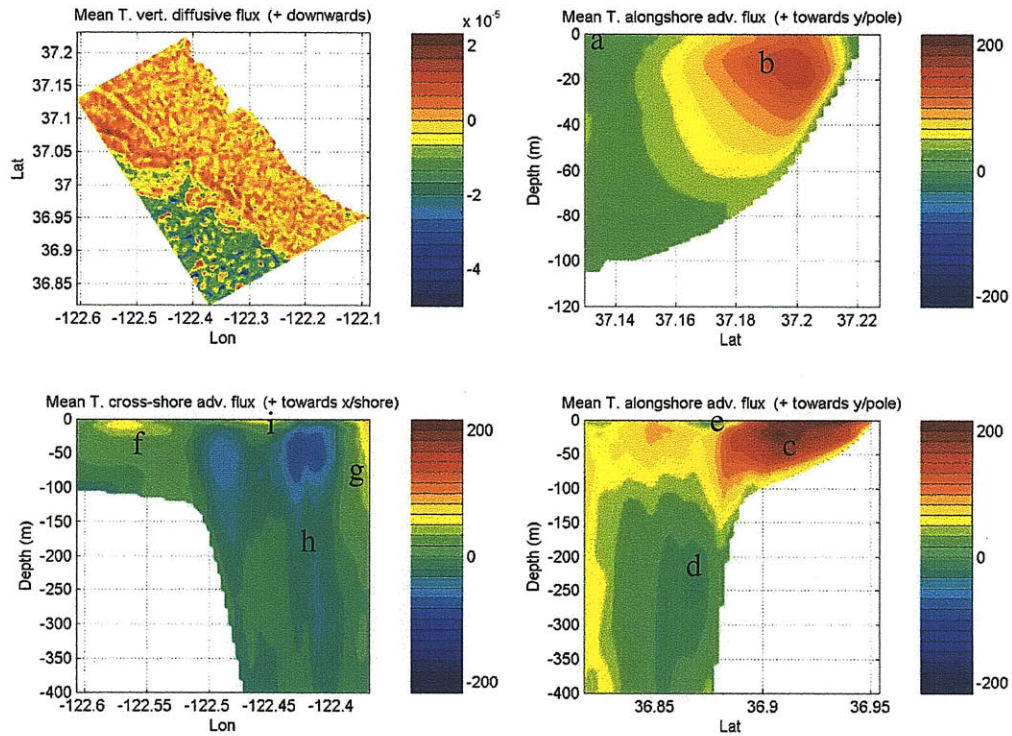 Mean T. vert. diffusive flux (+ downwards)
x 10⁻⁵
37.2
37.15
37.1
37.05
37
36.95
36.9
36.85
Lat
-122.6 -122.5 -122.4 -122.3 -122.2 -122.1
Lon
2
0
-2
-4
Mean T. alongshore adv. flux (+ towards y/pole)
a
b
0
-20
-40
-60
-80
-100
-120
Depth (m)
37.14 37.16 37.18 37.2 37.22
Lat
200
100
0
-100
-200
Mean T. cross-shore adv. flux (+ towards x/shore)
i
f
g
h
0
-50
-100
-150
-200
-250
-300
-350
-400
Depth (m)
-122.6 -122.55 -122.5 -122.45 -122.4
Lon
200
100
0
-100
-200
Mean T. alongshore adv. flux (+ towards y/pole)
e
c
d
0
-50
-100
-150
-200
-250
-300
-350
-400
Depth (m)
36.85 36.9 36.95
Lat
200
100
0
-100
-200